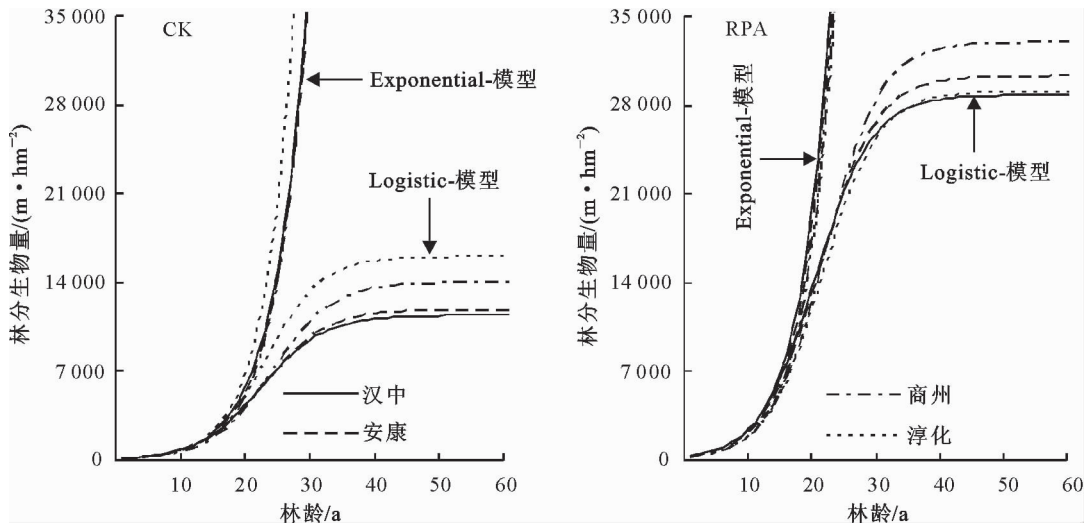 35 000
28 000
21 000
14 000
7 000
0
林分生物量/(m·hm⁻²)
CK
Exponential-模型
Logistic-模型
汉中
安康
10 20 30 40 50 60
林龄/a
35 000
28 000
21 000
14 000
7 000
0
林分生物量/(m·hm⁻²)
RPA
Exponential-模型
Logistic-模型
商州
淳化
10 20 30 40 50 60
林龄/a